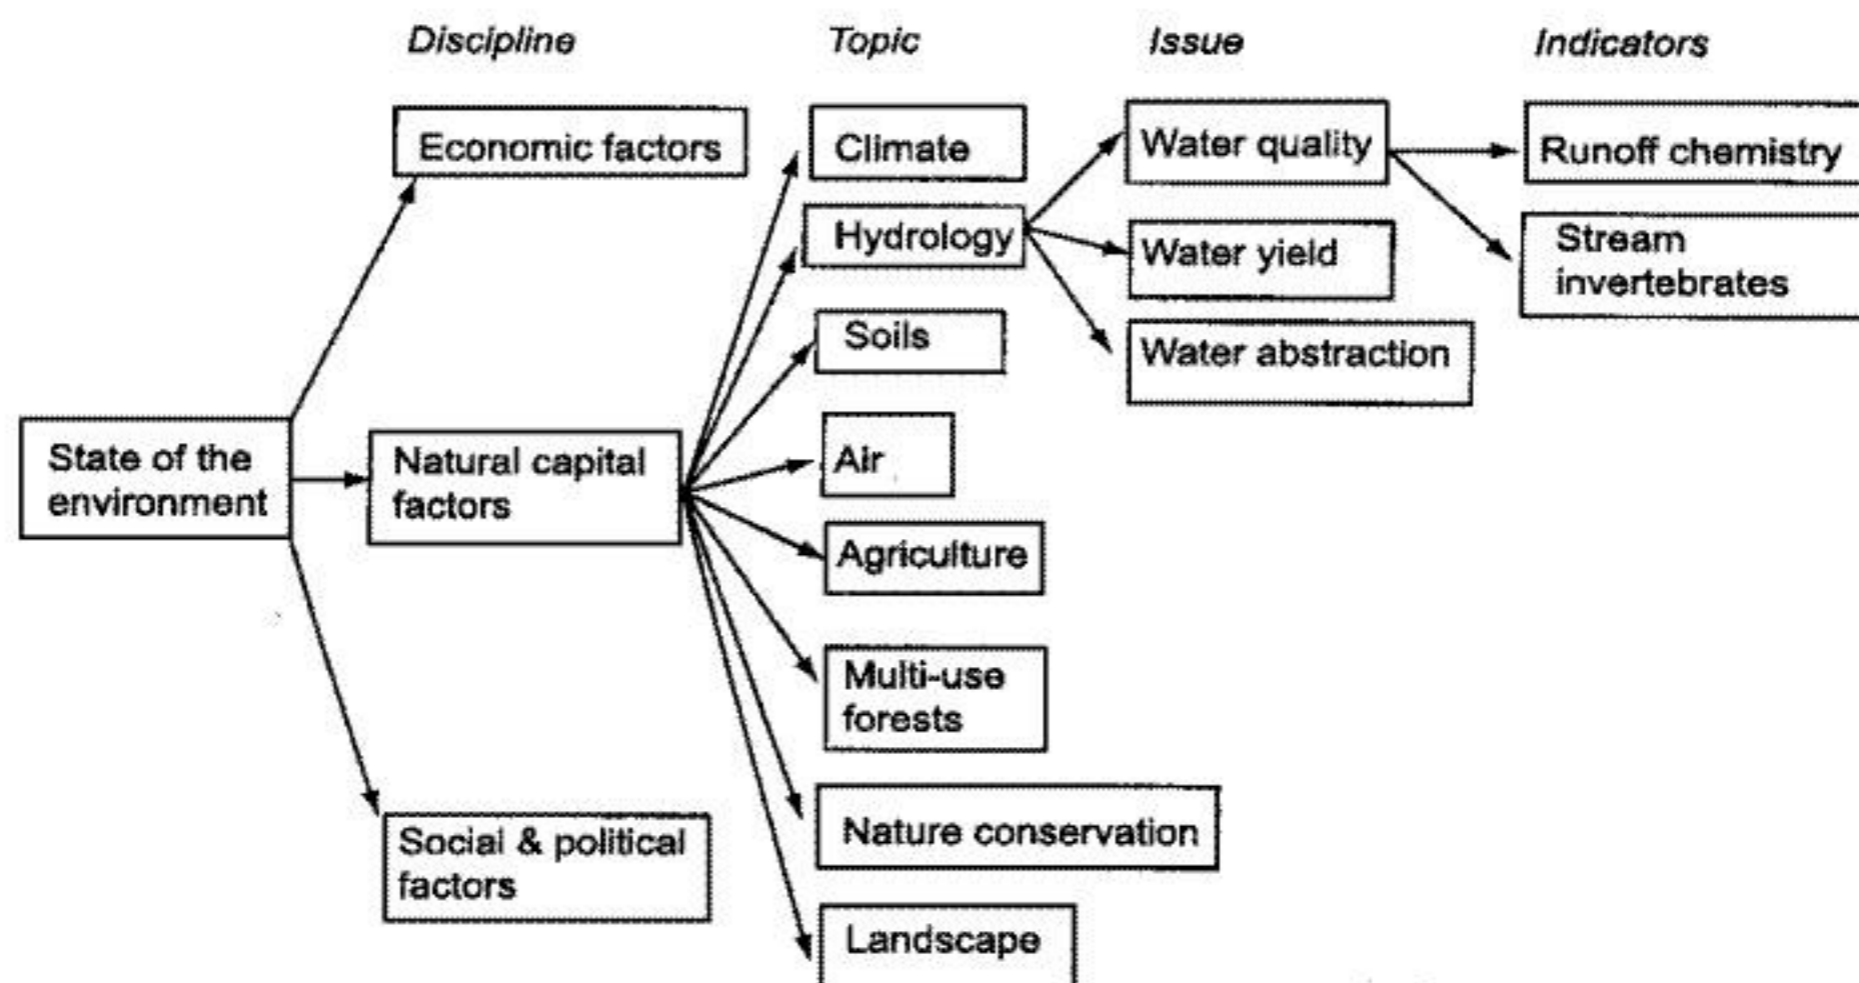 Discipline
Topic
Issue
Indicators
Economic factors
Climate
Water quality
Runoff chemistry
Hydrology
Water yield
Stream
invertebrates
Soils
Water abstraction
State of the
environment
Natural capital
factors
Air
Agriculture
Multi-use
forests
Social & political
factors
Nature conservation
Landscape